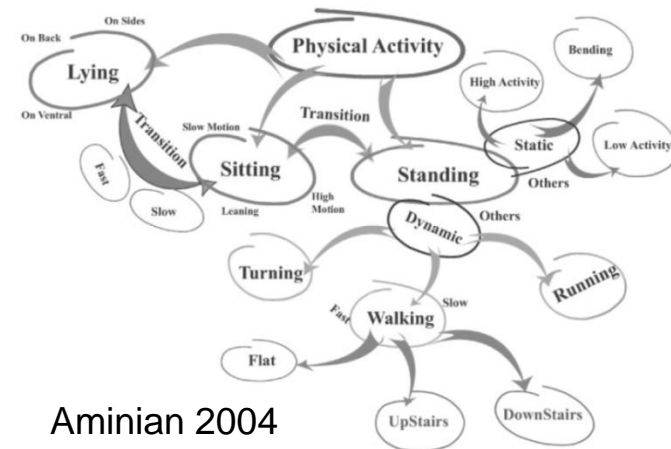 Physical Activity
On Sides
On Back
Lying
On Ventral
Transition
Fast
Slow
Slow Motion
Sitting
Leaning
High
Motion
Transition
Standing
High Activity
Bending
Static
Low Activity
Others
Dynamic
Others
Turning
Running
Fast
Slow
Walking
Flat
UpStairs
DownStairs
Aminian 2004